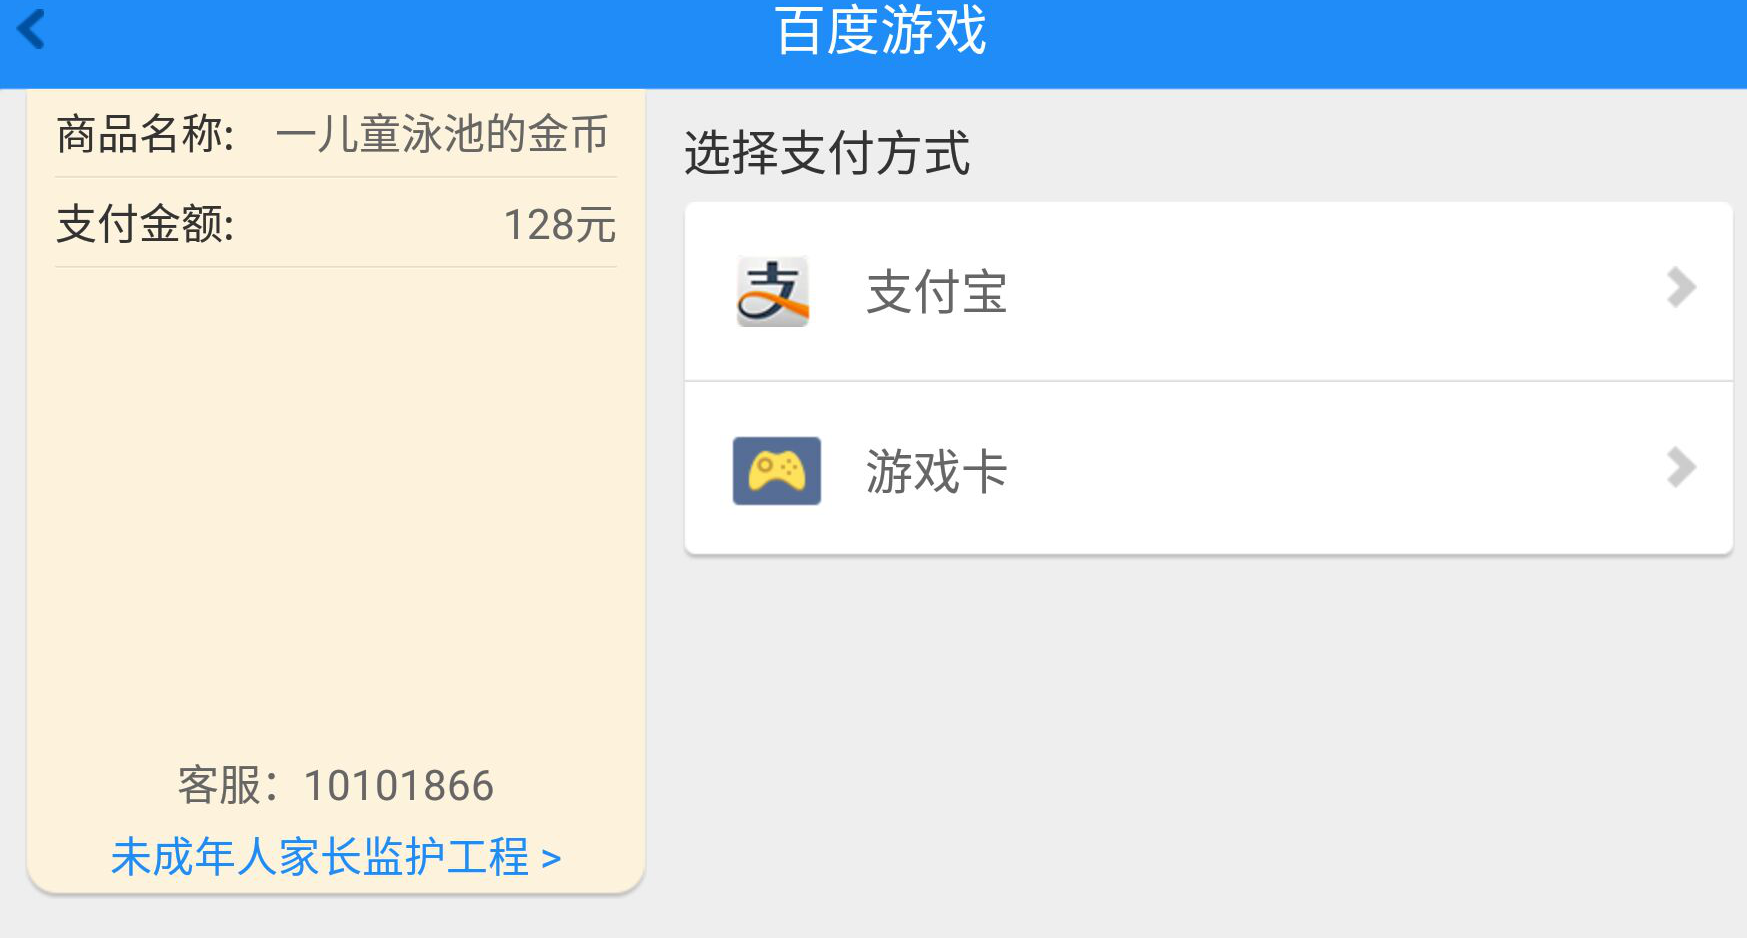 百度游戏
商品名称: 一儿童泳池的金币
支付金额: 128元
客服：10101866
未成年人家长监护工程 >
选择支付方式
支付宝
游戏卡